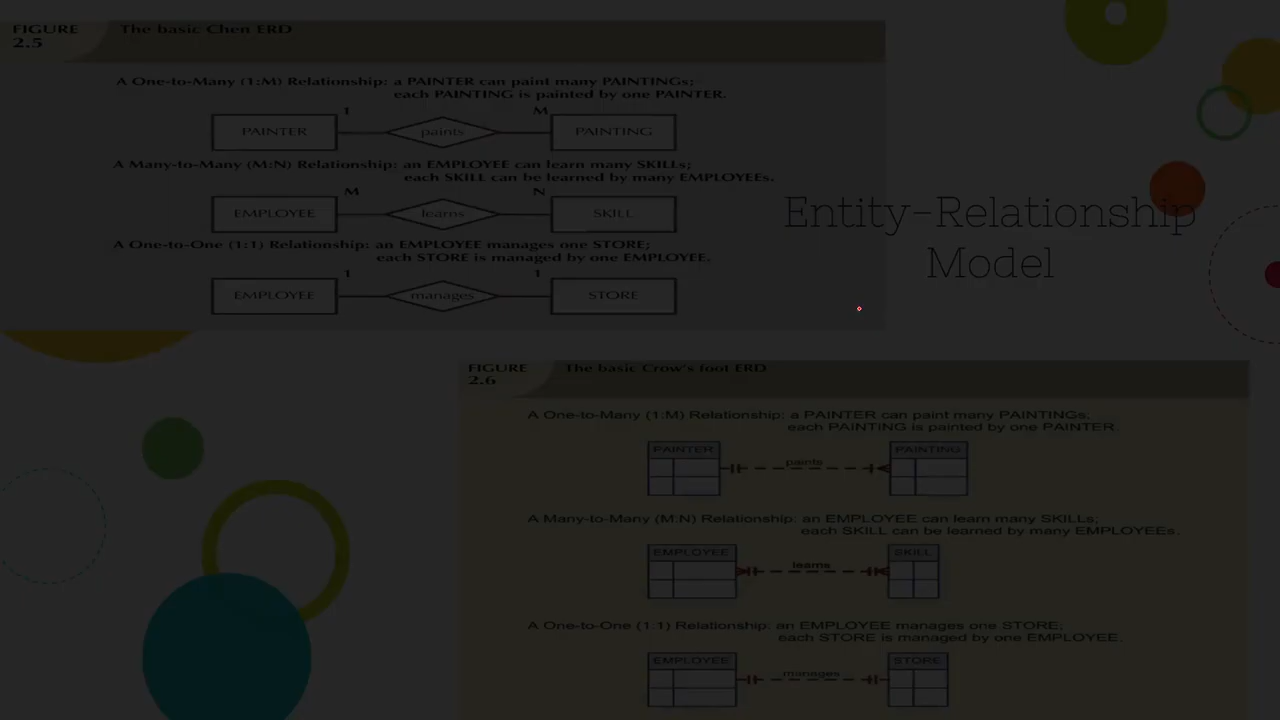 FIGURE
2.5
The basic Chen ERD
A One-to-Many (1:M) Relationship: a PAINTER can paint many PAINTINGs;
each PAINTING is painted by one PAINTER.
1
M
PAINTER
paints
PAINTING
A Many-to-Many (M:N) Relationship: an EMPLOYEE can learn many SKILLs;
each SKILL can be learned by many EMPLOYEEs.
M
N
EMPLOYEE
learns
SKILL
A One-to-One (1:1) Relationship: an EMPLOYEE manages one STORE;
each STORE is managed by one EMPLOYEE.
1
1
EMPLOYEE
manages
STORE
Entity-Relationship
Model
FIGURE
2.6
The basic Crow's foot ERD
A One-to-Many (1:M) Relationship: a PAINTER can paint many PAINTINGs;
each PAINTING is painted by one PAINTER.
PAINTER
paints
PAINTING
A Many-to-Many (M:N) Relationship: an EMPLOYEE can learn many SKILLs;
each SKILL can be learned by many EMPLOYEEs.
EMPLOYEE
learns
SKILL
A One-to-One (1:1) Relationship: an EMPLOYEE manages one STORE;
each STORE is managed by one EMPLOYEE.
EMPLOYEE
manages
STORE